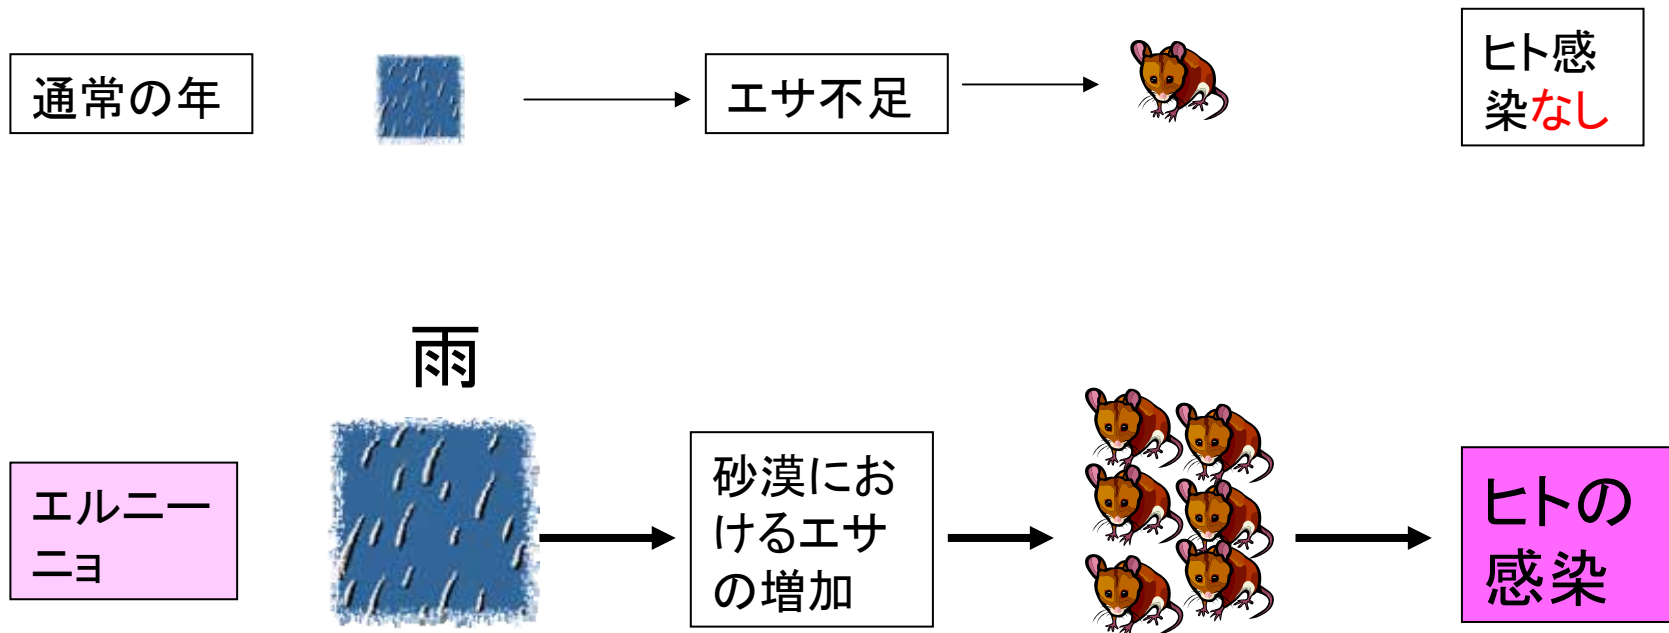 通常の年
エサ不足
ヒト感
染なし
雨
エルニー
ニョ
砂漠にお
けるエサ
の増加
ヒトの
感染